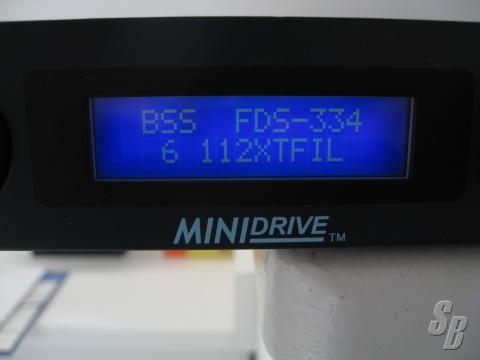 BSS FDS-334
6 112XTFIL
MINIDRIVE™
SB